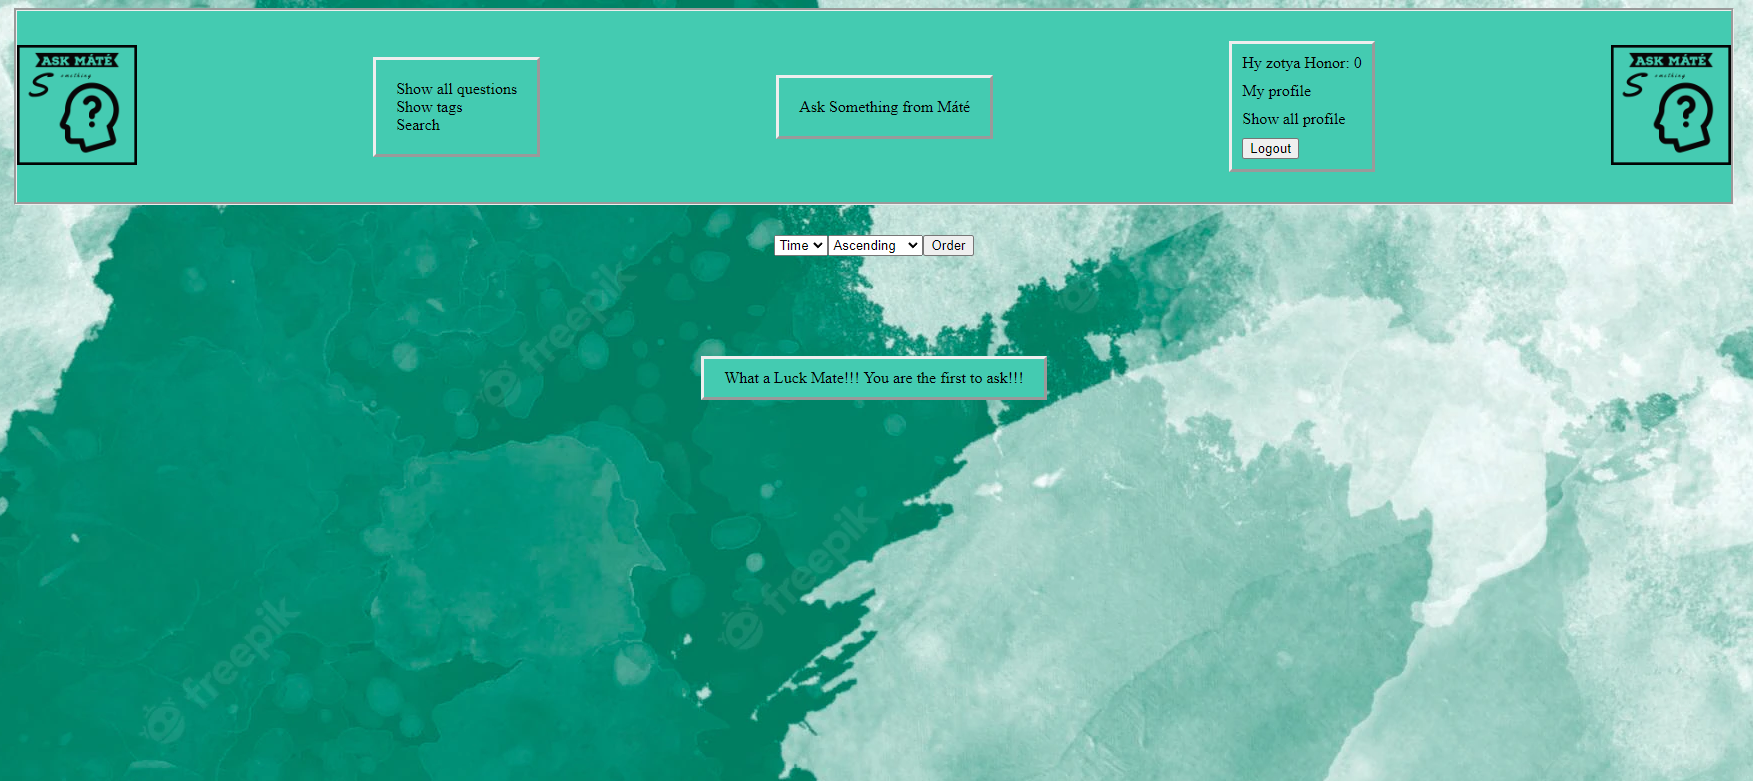 ASK MÁTÉ
Something
Show all questions
Show tags
Search
Ask Something from Máté
Hy zotya Honor: 0
My profile
Show all profile
Logout
ASK MÁTÉ
Something
Time
Ascending
Order
What a Luck Mate!!! You are the first to ask!!!
freepik
freepik
freepik